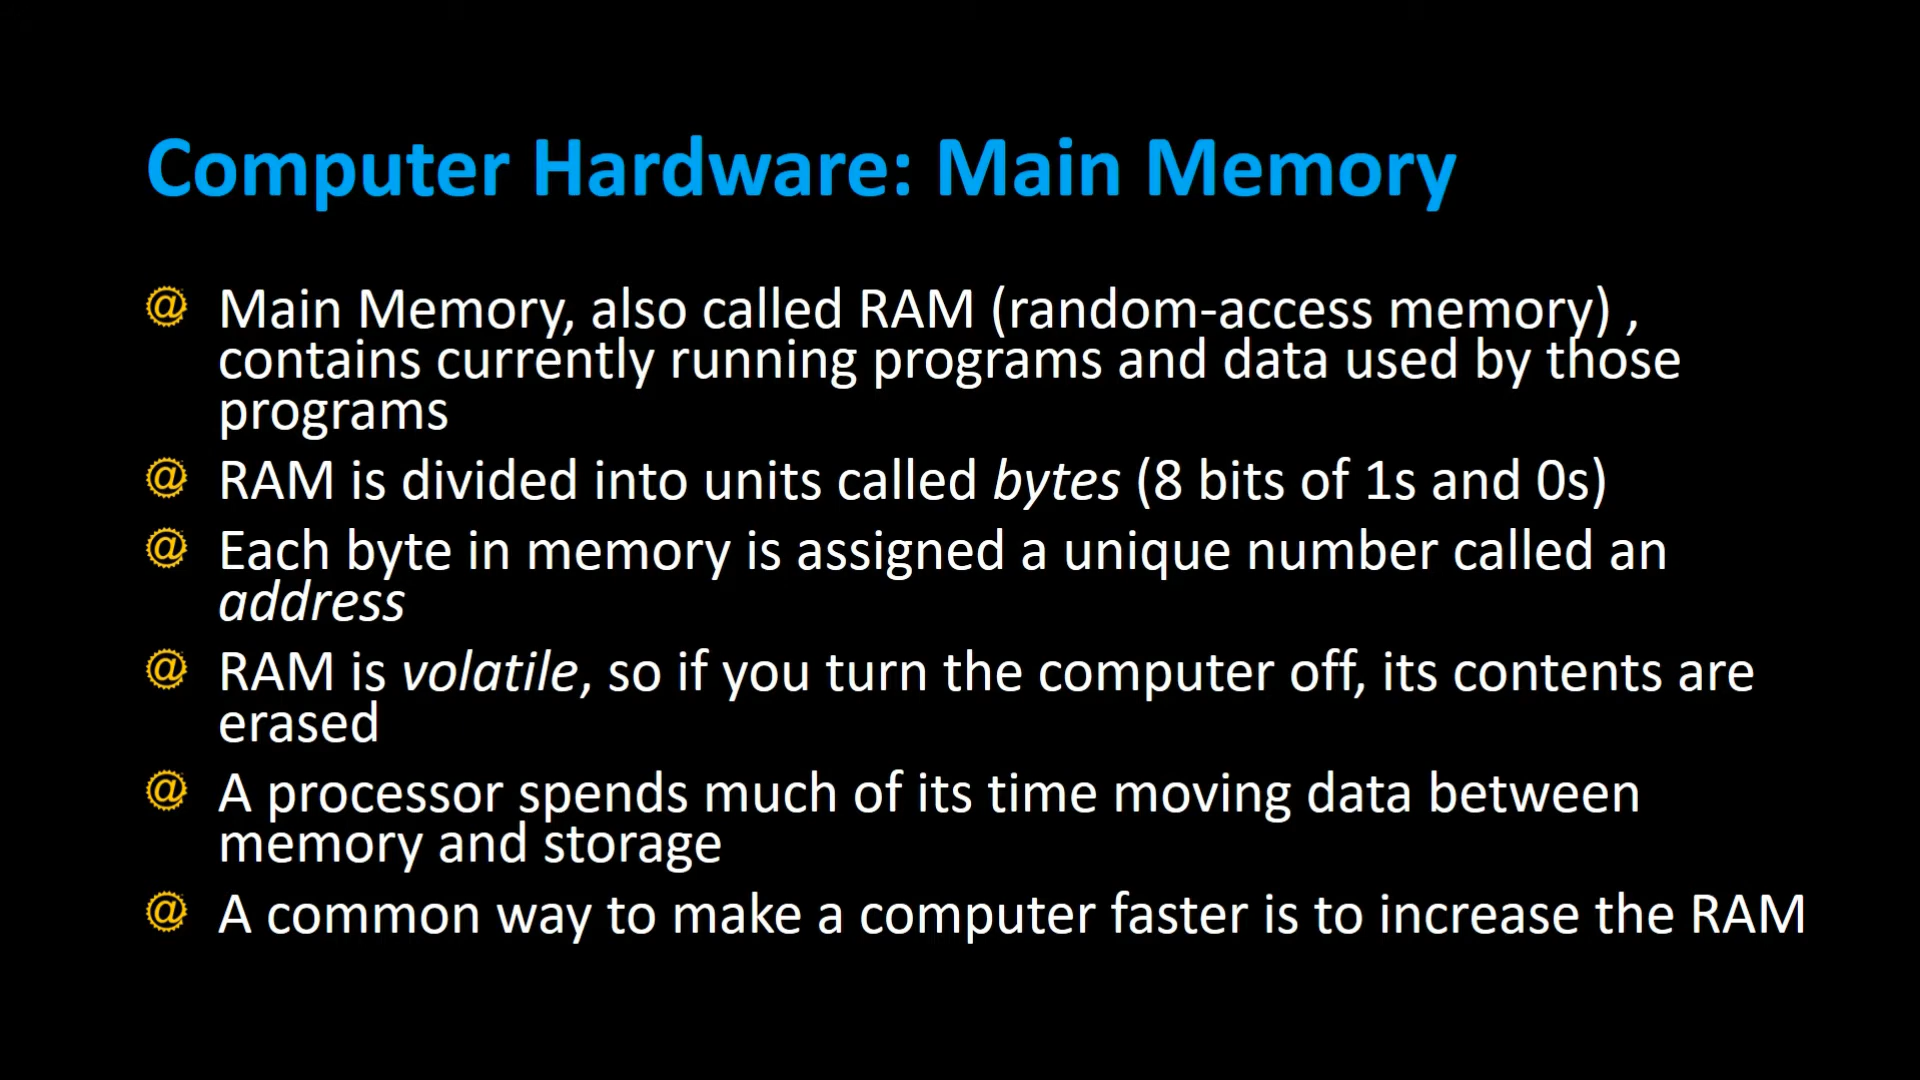 Computer Hardware: Main Memory
@ Main Memory, also called RAM (random-access memory) ,
contains currently running programs and data used by those
programs
@ RAM is divided into units called bytes (8 bits of 1s and 0s)
@ Each byte in memory is assigned a unique number called an
address
@ RAM is volatile, so if you turn the computer off, its contents are
erased
@ A processor spends much of its time moving data between
memory and storage
@ A common way to make a computer faster is to increase the RAM